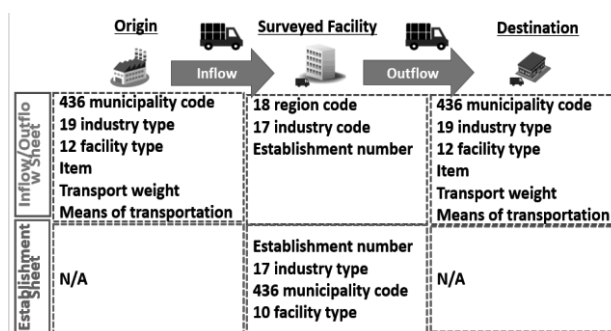 Origin
Surveyed Facility
Destination
Inflow
Outflow
Inflow/Outflo
w Sheet
436 municipality code
19 industry type
12 facility type
Item
Transport weight
Means of transportation
18 region code
17 industry code
Establishment number
436 municipality code
19 industry type
12 facility type
Item
Transport weight
Means of transportation
Establishment
Sheet
N/A
Establishment number
17 industry type
436 municipality code
10 facility type
N/A